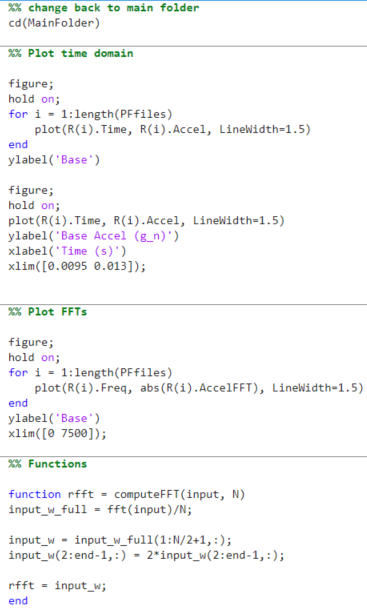 %% change back to main folder
cd(MainFolder)
%% Plot time domain
figure;
hold on;
for i = 1:length(PFfiles)
    plot(R(i).Time, R(i).Accel, LineWidth=1.5)
end
ylabel('Base')
figure;
hold on;
plot(R(i).Time, R(i).Accel, LineWidth=1.5)
ylabel('Base Accel (g_n)')
xlabel('Time (s)')
xlim([0.0095 0.013]);
%% Plot FFTs
figure;
hold on;
for i = 1:length(PFfiles)
    plot(R(i).Freq, abs(R(i).AccelFFT), LineWidth=1.5)
end
ylabel('Base')
xlim([0 7500]);
%% Functions
function rfft = computeFFT(input, N)
input_w_full = fft(input)/N;
input_w = input_w_full(1:N/2+1,:);
input_w(2:end-1,:) = 2*input_w(2:end-1,:);
rfft = input_w;
end